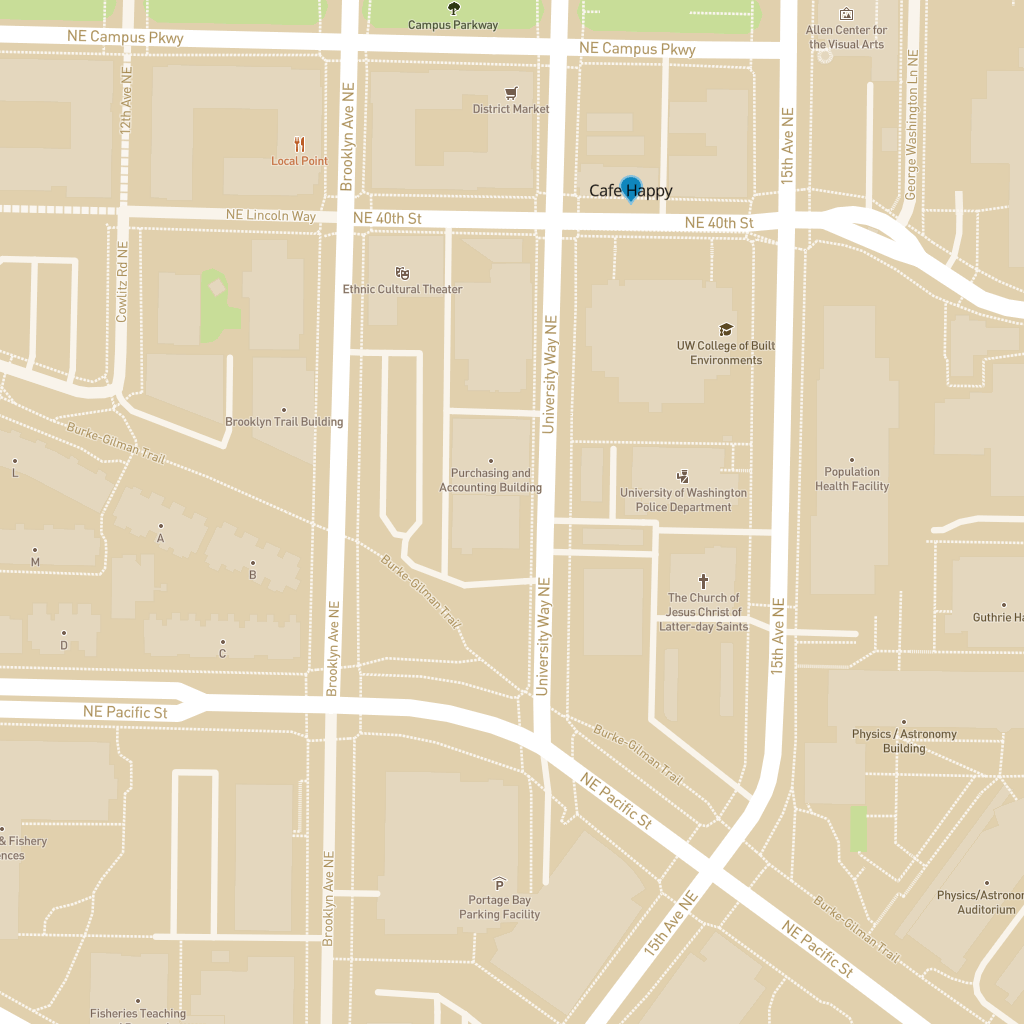 Campus Parkway
NE Campus Pkwy
NE Campus Pkwy
Allen Center for
the Visual Arts
12th Ave NE
Brooklyn Ave NE
District Market
George Washington Ln NE
15th Ave NE
Local Point
Cafe Happy
NE Lincoln Way
NE 40th St
NE 40th St
Cowlitz Rd NE
Ethnic Cultural Theater
UW College of Built
Environments
University Way NE
Brooklyn Trail Building
Burke-Gilman Trail
L
Purchasing and
Accounting Building
University of Washington
Police Department
Population
Health Facility
A
M
B
Burke-Gilman Trail
The Church of
Jesus Christ of
Latter-day Saints
Guthrie Ha
D
C
Brooklyn Ave NE
University Way NE
15th Ave NE
NE Pacific St
Burke-Gilman Trail
Physics / Astronomy
Building
NE Pacific St
& Fishery
ences
Brooklyn Ave NE
Portage Bay
Parking Facility
15th Ave NE
Burke-Gilman Trail
Physics/Astronom
Auditorium
NE Pacific St
Fisheries Teaching